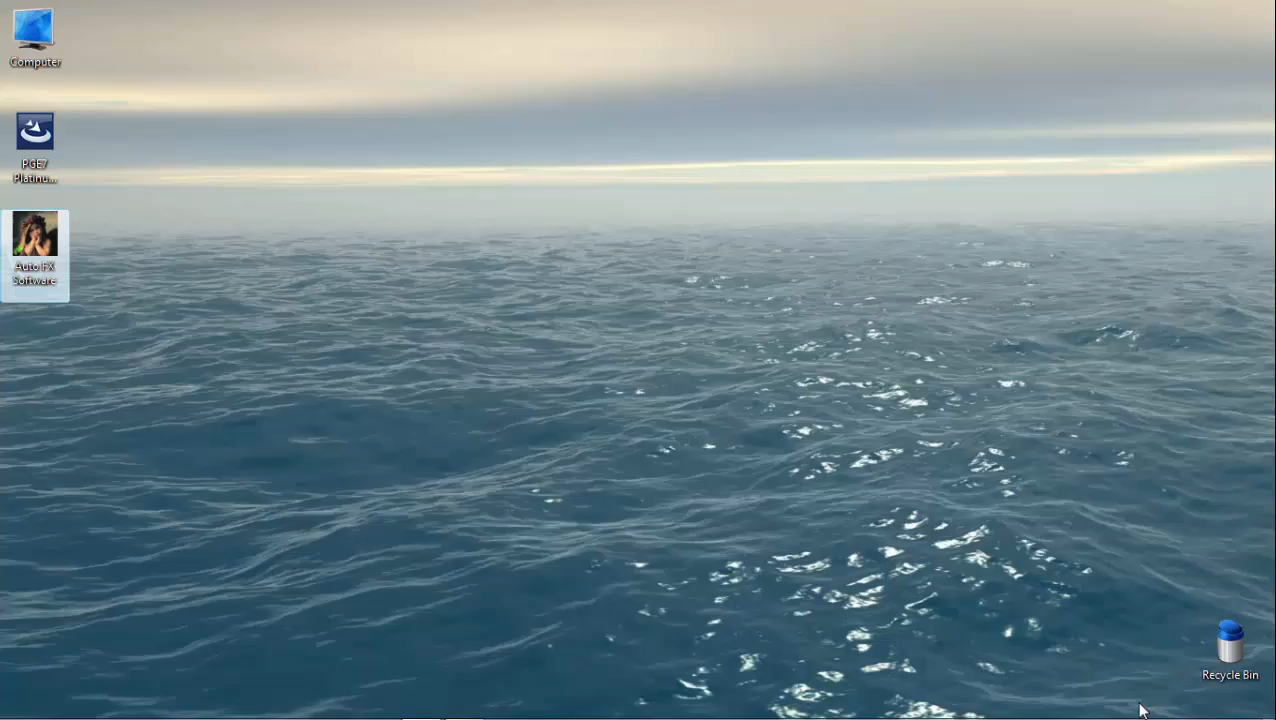 Computer
PGE7
Platinu...
Auto FX
Software
Recycle Bin